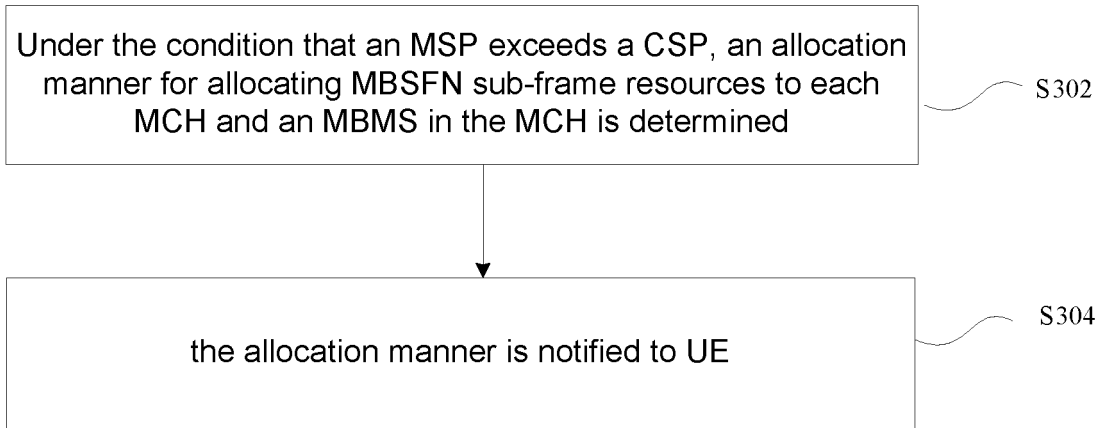 Under the condition that an MSP exceeds a CSP, an allocation
manner for allocating MBSFN sub-frame resources to each
MCH and an MBMS in the MCH is determined
S302
the allocation manner is notified to UE
S304